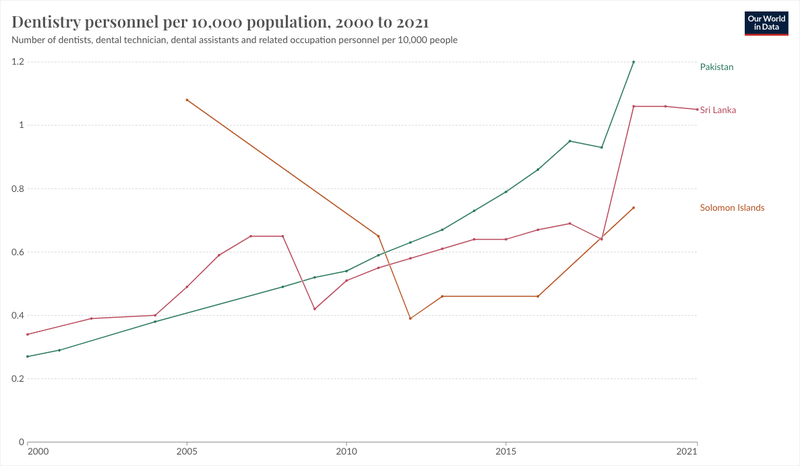 Dentistry personnel per 10,000 population, 2000 to 2021
Number of dentists, dental technician, dental assistants and related occupation personnel per 10,000 people
Our World
in Data
1.2
1
0.8
0.6
0.4
0.2
0
2000
2005
2010
2015
2021
Pakistan
Sri Lanka
Solomon Islands